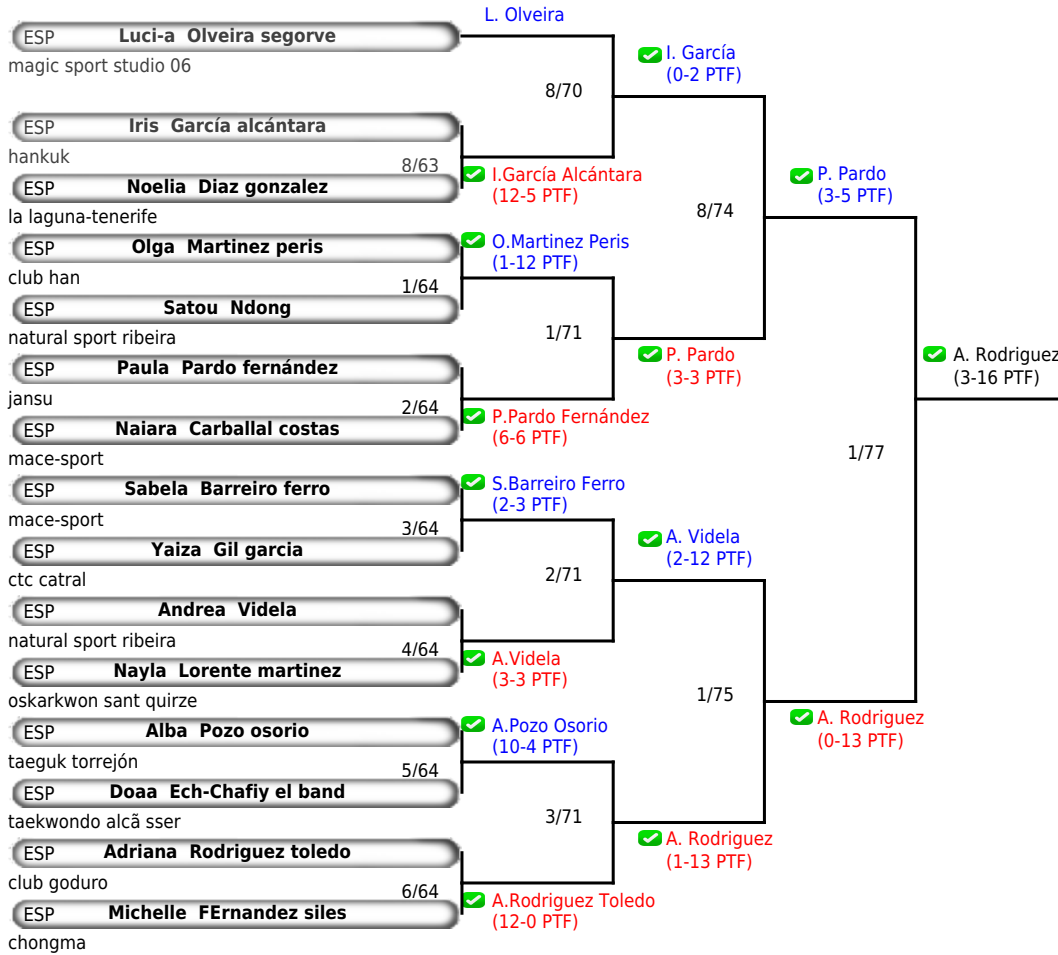 L. Olveira
ESP Luci-a Olveira segorve
magic sport studio 06
I. García
(0-2 PTF)
8/70
ESP Iris García alcántara
hankuk
8/63
ESP Noelia Diaz gonzalez
la laguna-tenerife
I.García Alcántara
(12-5 PTF)
P. Pardo
(3-5 PTF)
8/74
ESP Olga Martinez peris
club han
O.Martinez Peris
(1-12 PTF)
1/64
ESP Satou Ndong
natural sport ribeira
1/71
P. Pardo
(3-3 PTF)
A. Rodriguez
(3-16 PTF)
ESP Paula Pardo fernández
jansu
2/64
ESP Naiara Carballal costas
mace-sport
P.Pardo Fernández
(6-6 PTF)
1/77
ESP Sabela Barreiro ferro
mace-sport
S.Barreiro Ferro
(2-3 PTF)
3/64
ESP Yaiza Gil garcia
ctc catral
A. Videla
(2-12 PTF)
2/71
ESP Andrea Videla
natural sport ribeira
4/64
ESP Nayla Lorente martinez
oskarkwon sant quirze
A.Videla
(3-3 PTF)
1/75
ESP Alba Pozo osorio
taeguk torrejón
A.Pozo Osorio
(10-4 PTF)
A. Rodriguez
(0-13 PTF)
5/64
ESP Doaa Ech-Chafiy el band
taekwondo alcã sser
3/71
A. Rodriguez
(1-13 PTF)
ESP Adriana Rodriguez toledo
club goduro
6/64
ESP Michelle FErnandez siles
chongma
A.Rodriguez Toledo
(12-0 PTF)